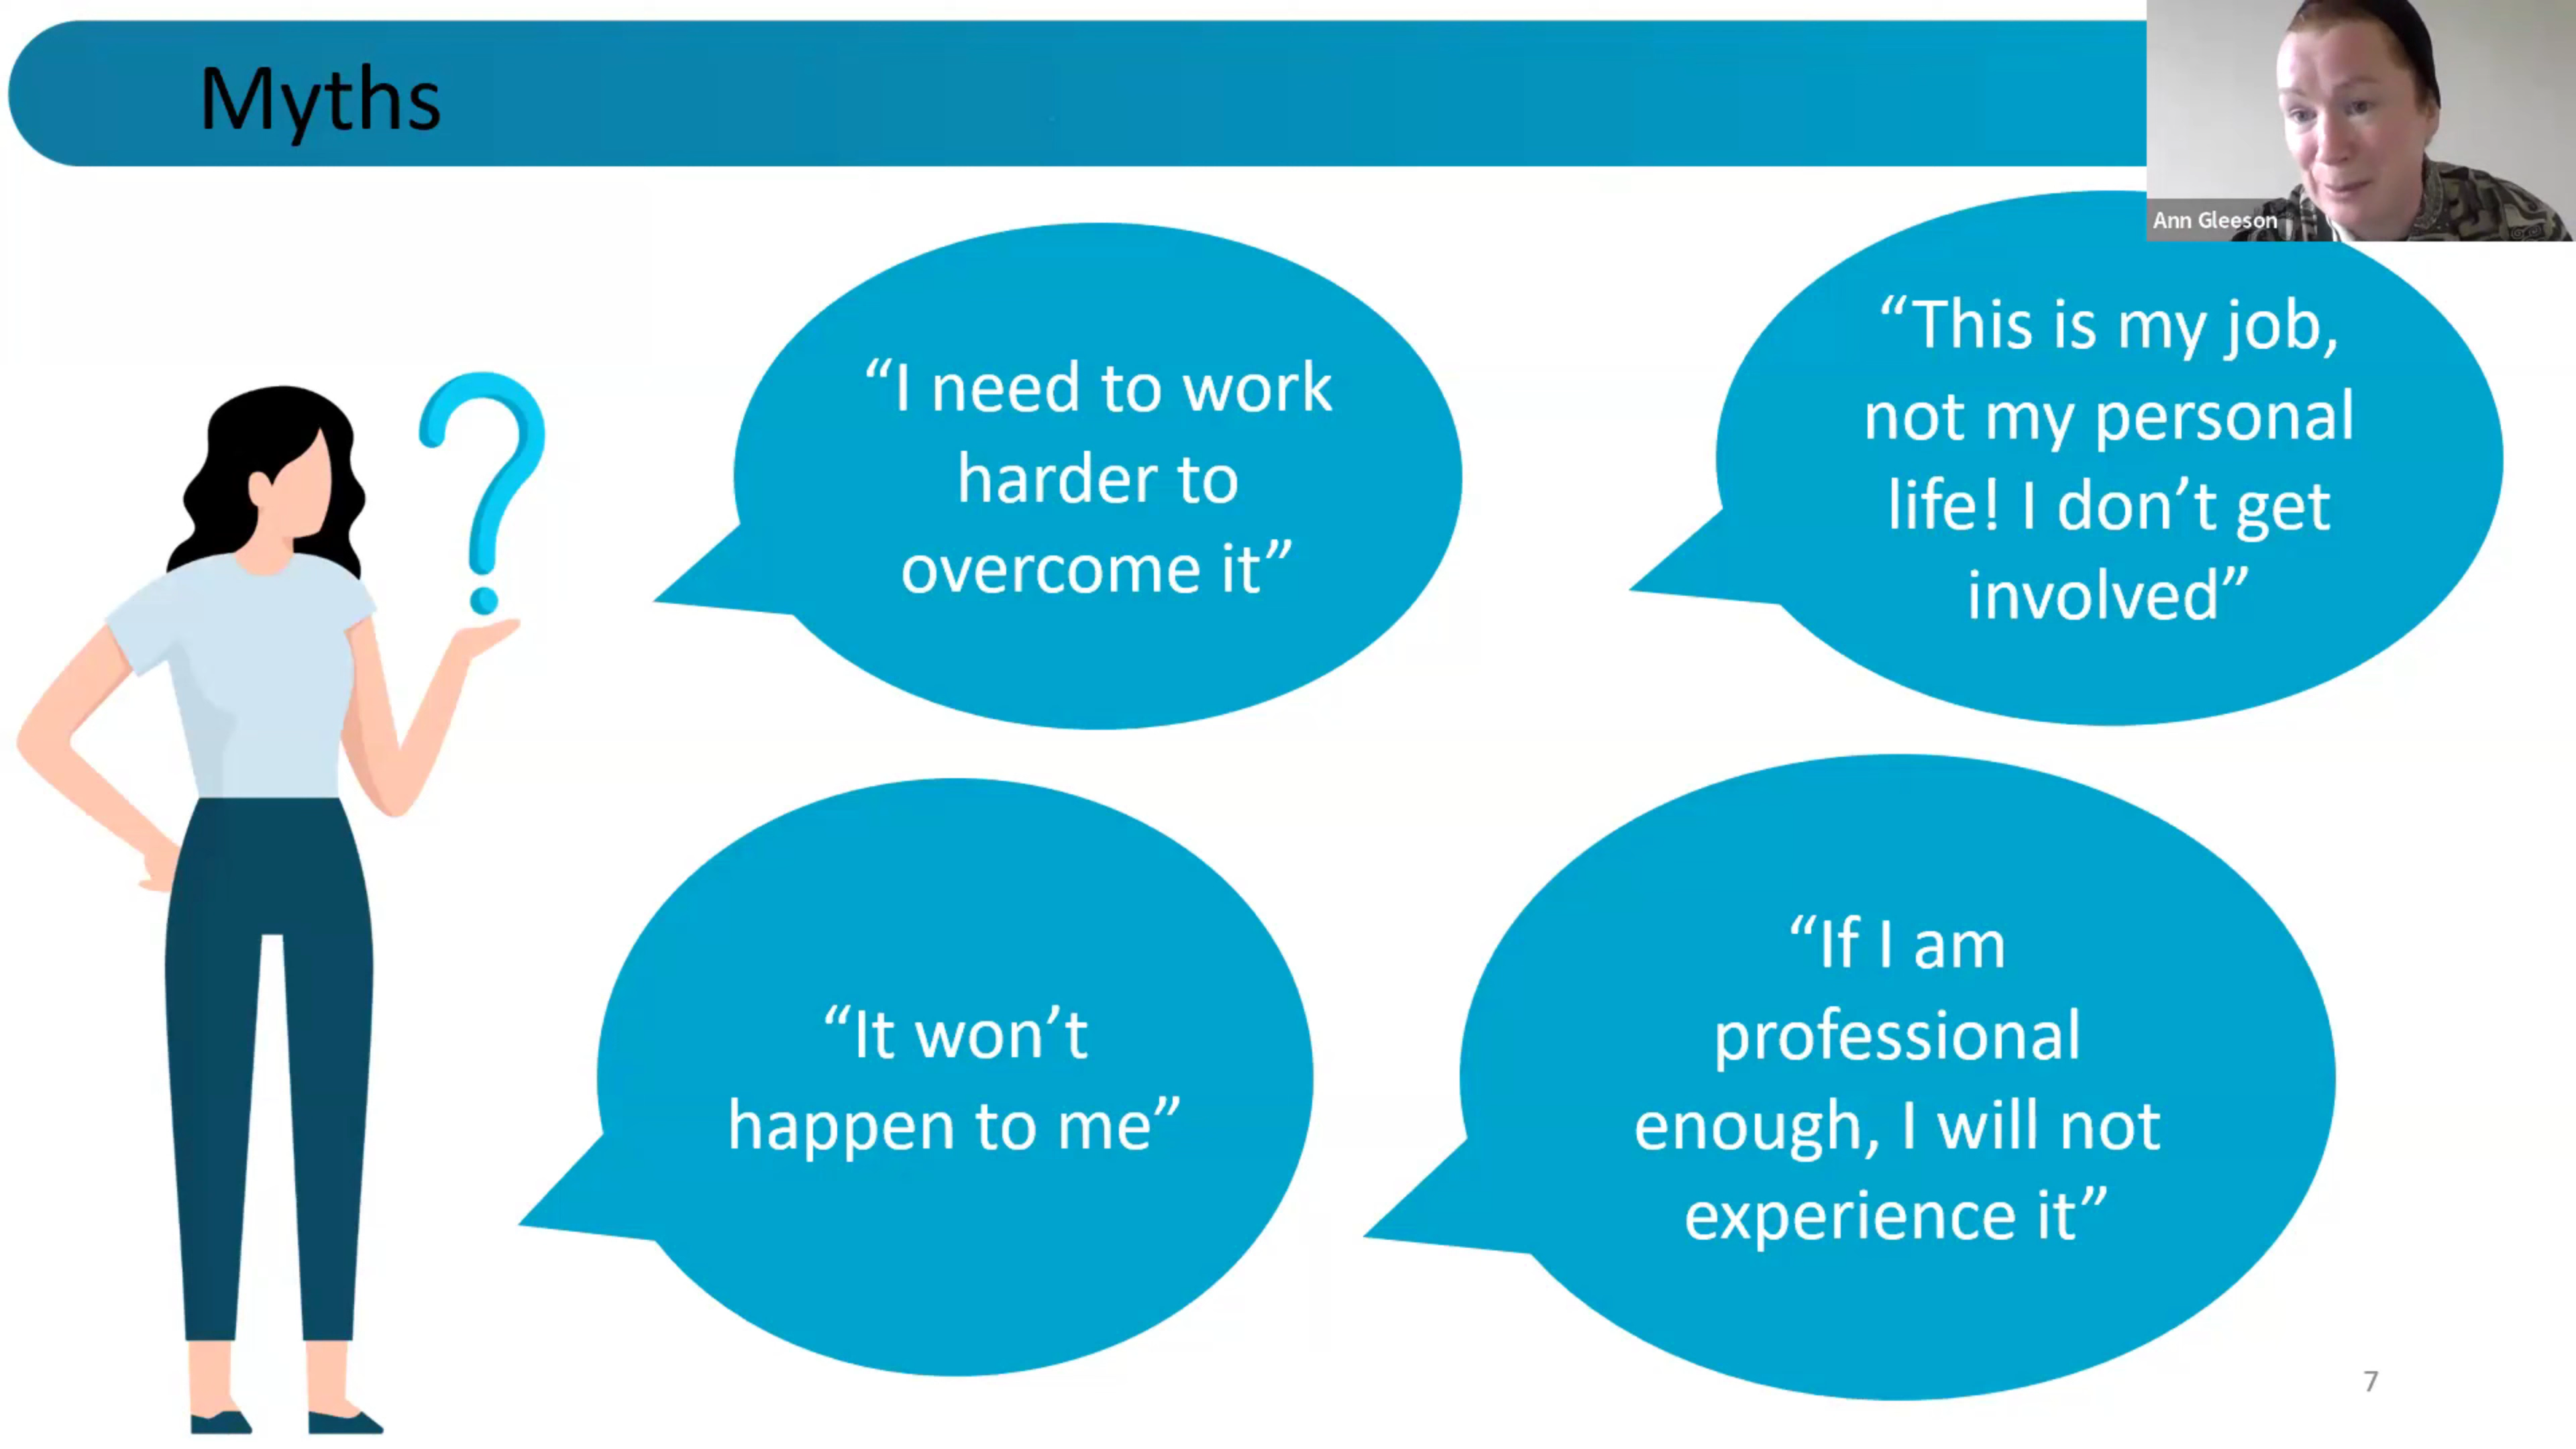 Myths
Ann Gleeson
“I need to work
harder to
overcome it”
“This is my job,
not my personal
life! I don’t get
involved”
“It won’t
happen to me”
“If I am
professional
enough, I will not
experience it”
7